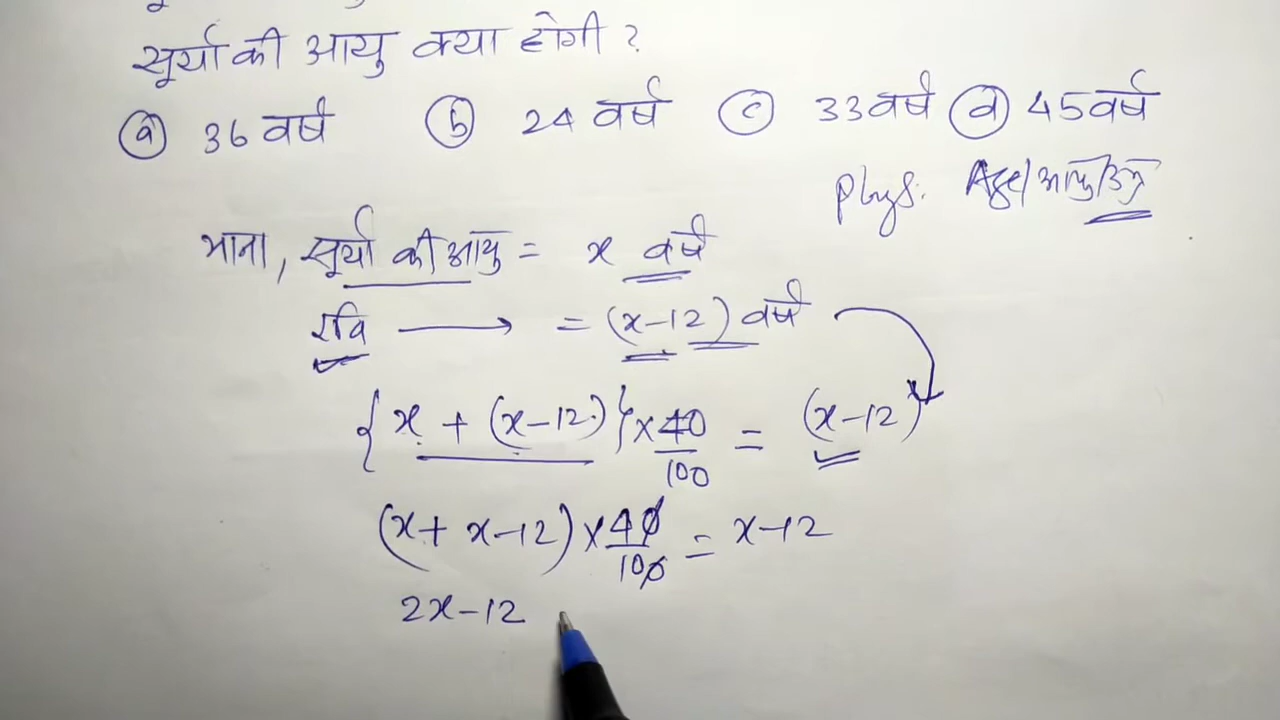 सूर्या की आयु क्या होगी ?
(a) 36 वर्ष (b) 24 वर्ष (c) 33 वर्ष (d) 45 वर्ष
Age/आयु/उम्र
माना, सूर्या की आयु = x वर्ष
रवि ⟶ = (x-12) वर्ष
{x + (x-12)} × 40/100 = (x-12)
(x + x-12) × 40/100 = x-12
2x-12